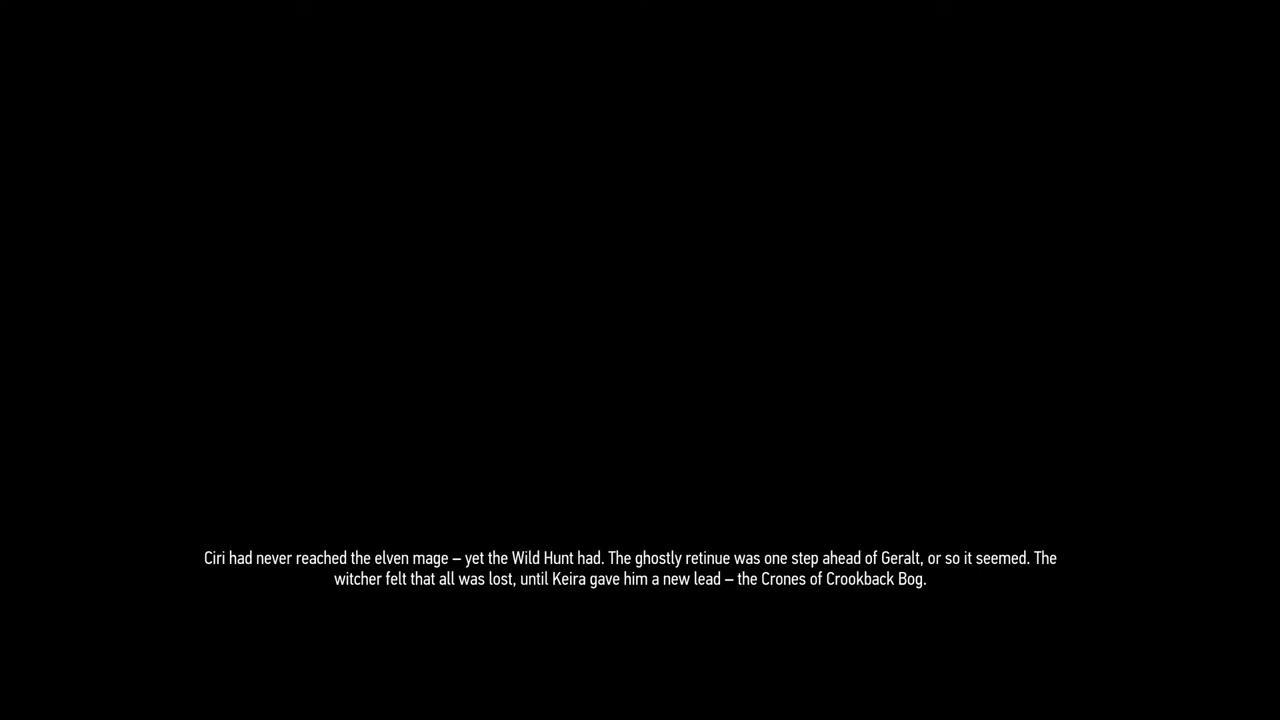 Ciri had never reached the elven mage – yet the Wild Hunt had. The ghostly retinue was one step ahead of Geralt, or so it seemed. The
witcher felt that all was lost, until Keira gave him a new lead – the Crones of Crookback Bog.